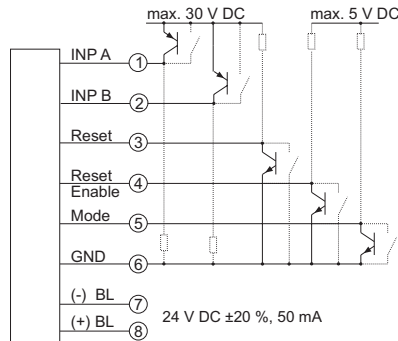 max. 30 V DC
max. 5 V DC
INP A
1
INP B
2
Reset
3
Reset
Enable
4
Mode
5
GND
6
(-) BL
7
(+) BL
8
24 V DC ±20 %, 50 mA